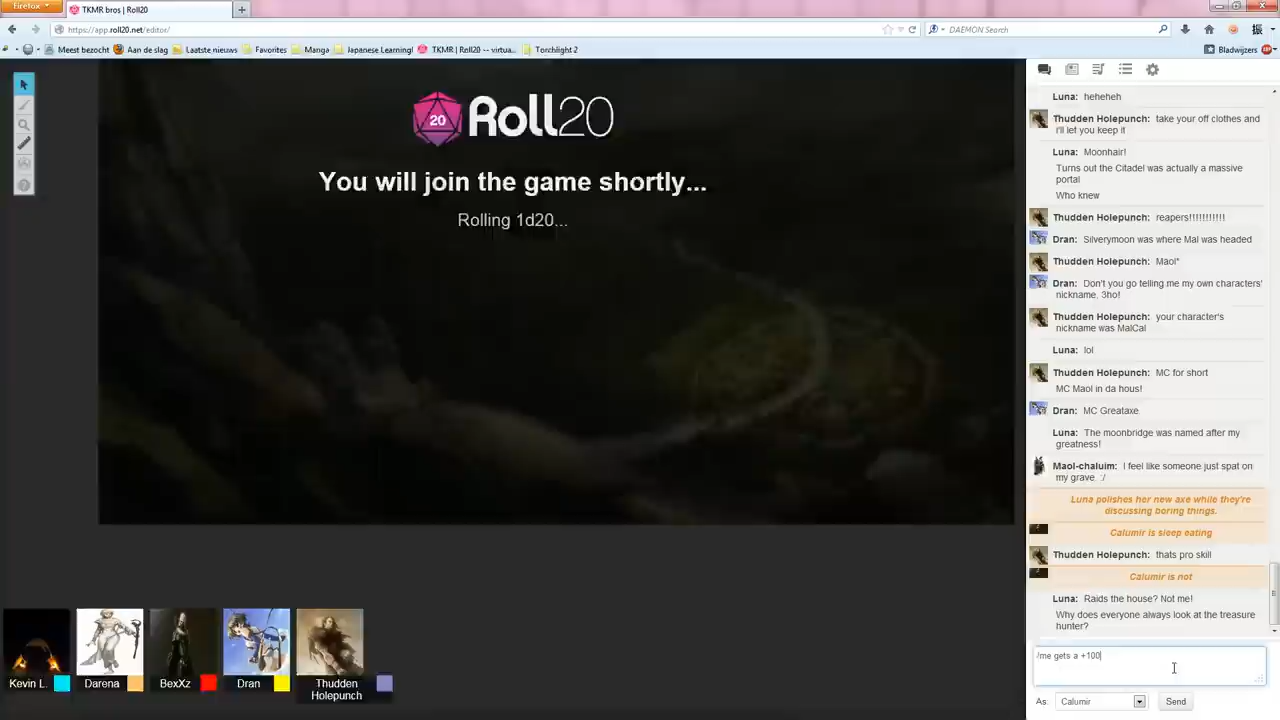 Firefox
TKMR bros | Roll20
https://app.roll20.net/editor/
DAEMON Search
Meest bezocht
Aan de slag
Laatste nieuws
Favorites
Manga
Japanese Learning!
TKMR | Roll20 -- virtua...
Torchlight 2
Bladwijzers
20
Roll20
You will join the game shortly...
Rolling 1d20...
Kevin L.
Darena
BexXz
Dran
Thudden
Holepunch
Luna: heheheh
Thudden Holepunch: take your off clothes and
i'll let you keep it
Luna: Moonhair!
Turns out the Citadel was actually a massive
portal
Who knew
Thudden Holepunch: reapers!!!!!!!!!!!
Dran: Silverymoon was where Mal was headed
Thudden Holepunch: Maol*
Dran: Don't you go telling me my own characters'
nickname, 3ho!
Thudden Holepunch: your character's
nickname was MalCal
Luna: lol
Thudden Holepunch: MC for short
MC Maol in da hous!
Dran: MC Greataxe
Luna: The moonbridge was named after my
greatness!
Maol-chaluim: I feel like someone just spat on
my grave. :/
Luna polishes her new axe while they're
discussing boring things.
Calumir is sleep eating
Thudden Holepunch: thats pro skill
Calumir is not
Luna: Raids the house? Not me!
Why does everyone always look at the treasure
hunter?
/me gets a +100
As:
Calumir
Send